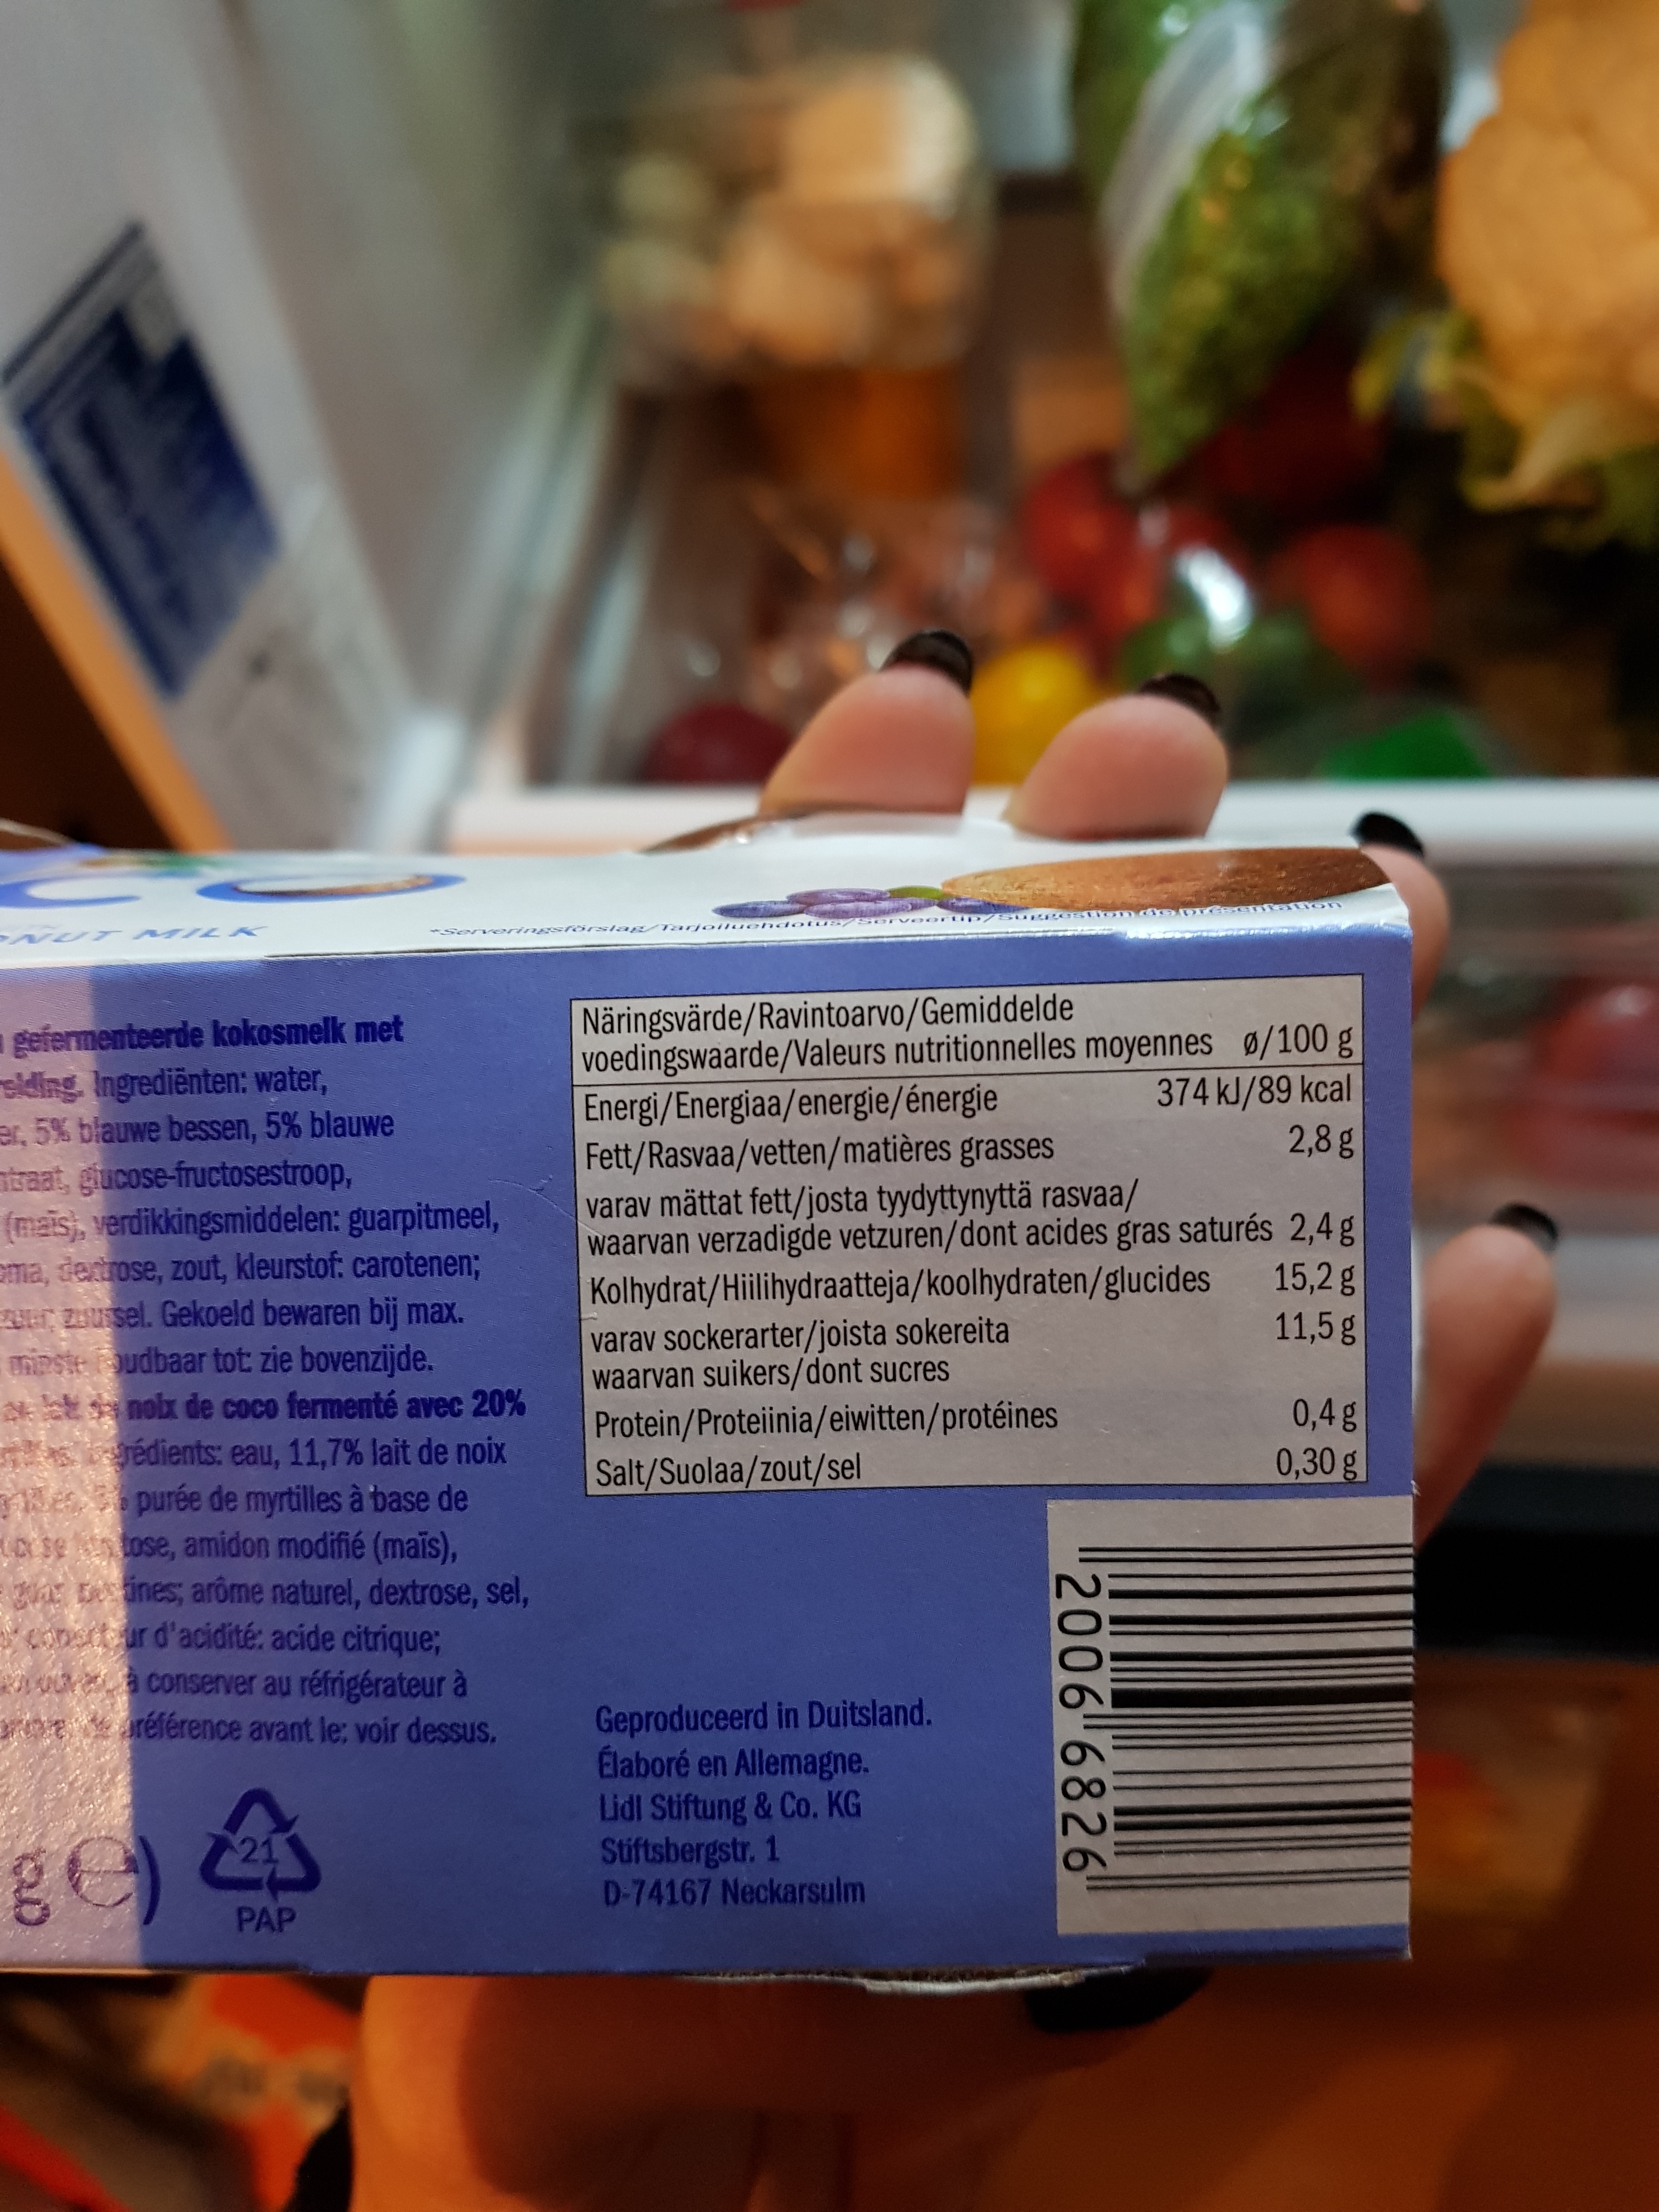 CO
NUT MILK
*Serveringsförslag/Tarjoiluehdotus/Serveertip/Suggestion de présentation
gefermenteerde kokosmelk met
Ingrediënten: water,
5% blauwe bessen, 5% blauwe
glucose-fructosestroop,
(maïs), verdikkingsmiddelen: guarpitmeel,
dextrose, zout, kleurstof: carotenen;
Gekoeld bewaren bij max.
tot: zie bovenzijde.
noix de coco fermenté avec 20%
eau, 11,7% lait de noix
purée de myrtilles à base de
amidon modifié (maïs),
arôme naturel, dextrose, sel,
d'acidité: acide citrique;
à conserver au réfrigérateur à
préférence avant le: voir dessus.
g e)
21
PAP
Näringsvärde/Ravintoarvo/Gemiddelde
voedingswaarde/Valeurs nutritionnelles moyennes ø/100 g
Energi/Energiaa/energie/énergie 374 kJ/89 kcal
Fett/Rasvaa/vetten/matières grasses 2,8 g
varav mättat fett/josta tyydyttynyttä rasvaa/
waarvan verzadigde vetzuren/dont acides gras saturés 2,4 g
Kolhydrat/Hiilihydraatteja/koolhydraten/glucides 15,2 g
varav sockerarter/joista sokereita 11,5 g
waarvan suikers/dont sucres
Protein/Proteiinia/eiwitten/protéines 0,4 g
Salt/Suolaa/zout/sel 0,30 g
Geproduceerd in Duitsland.
Élaboré en Allemagne.
Lidl Stiftung & Co. KG
Stiftsbergstr. 1
D-74167 Neckarsulm
2006 6826